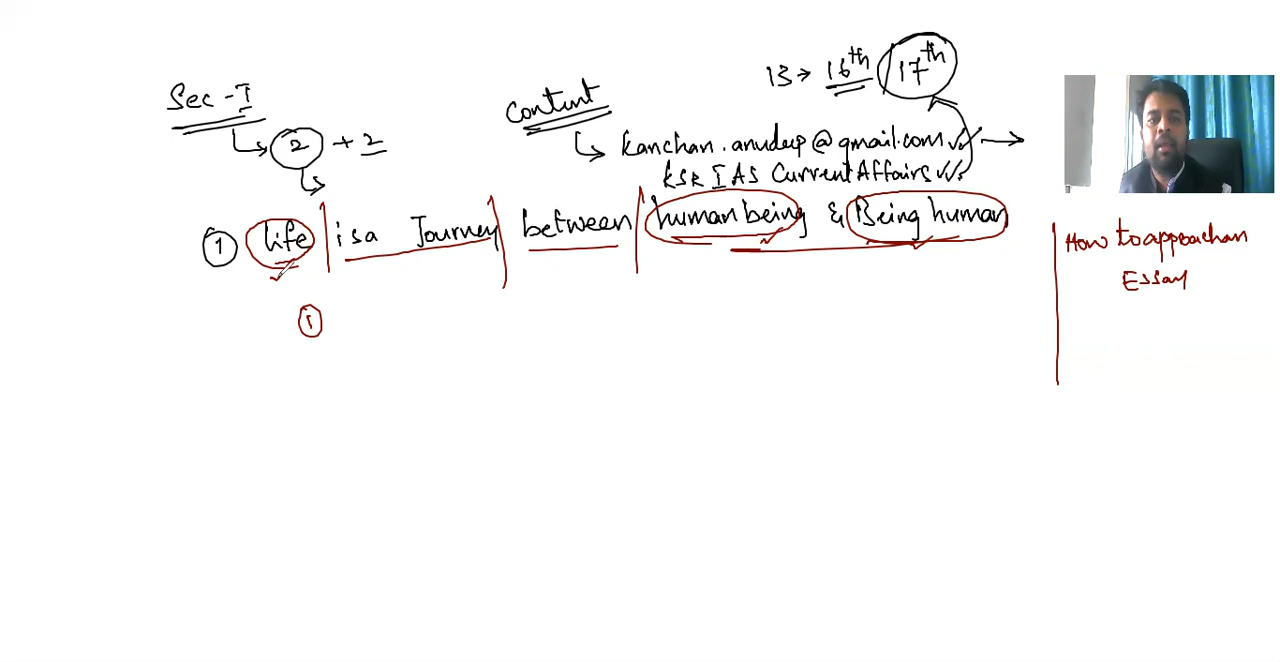 13 → 16th 17th
Sec - I
2 + 2
Content
↳ kanchan.anudeep@gmail.com
KSR IAS Current Affairs
① life is a Journey between human being & Being human
How to approach an
Essay
①